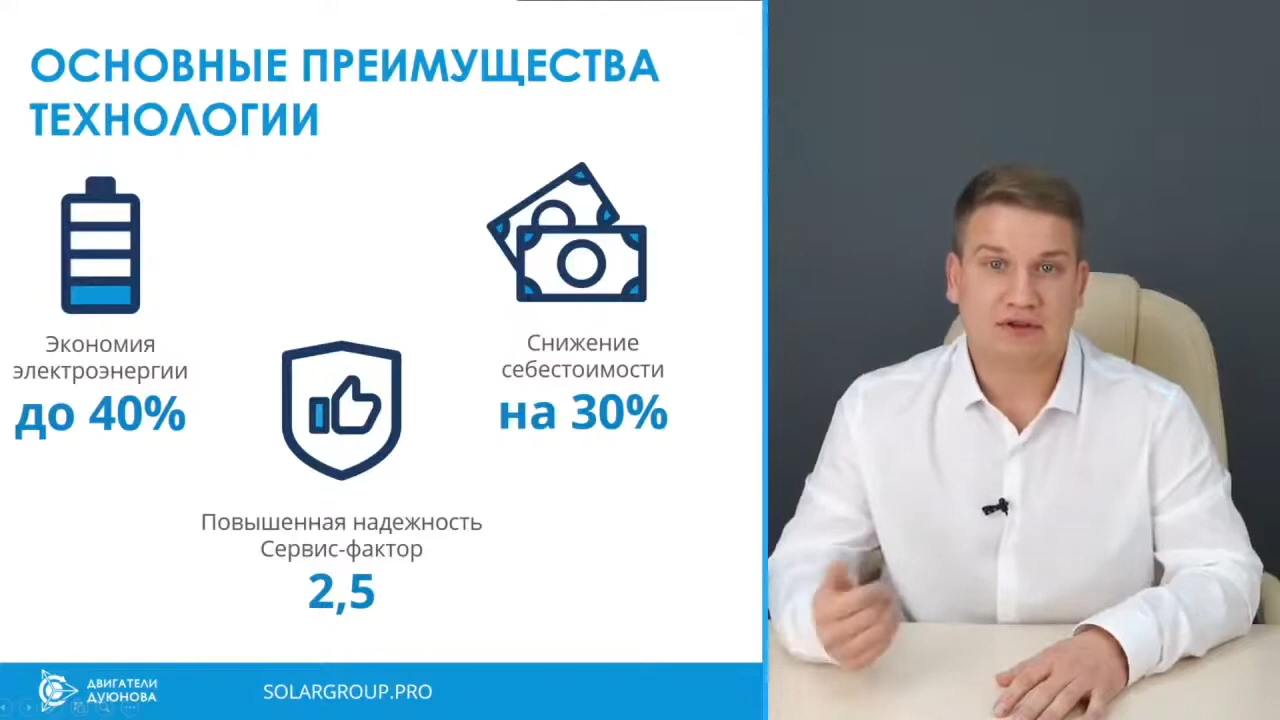 ОСНОВНЫЕ ПРЕИМУЩЕСТВА
ТЕХНОЛОГИИ
Экономия
электроэнергии
до 40%
Снижение
себестоимости
на 30%
Повышенная надежность
Сервис-фактор
2,5
ДВИГАТЕЛИ
ДУЮНОВА
SOLARGROUP.PRO